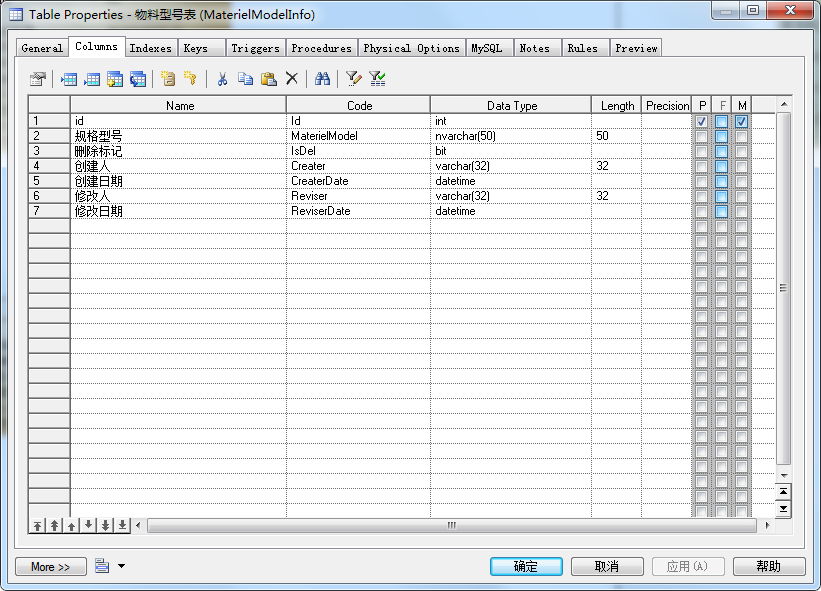 Table Properties - 物料型号表 (MaterielModelInfo)
General Columns Indexes Keys Triggers Procedures Physical Options MySQL Notes Rules Preview
Name Code Data Type Length Precision P F M
1 id Id int
2 规格型号 MaterielModel nvarchar(50) 50
3 删除标记 IsDel bit
4 创建人 Creater varchar(32) 32
5 创建日期 CreaterDate datetime
6 修改人 Reviser varchar(32) 32
7 修改日期 ReviserDate datetime
More >> 确定 取消 应用(A) 帮助